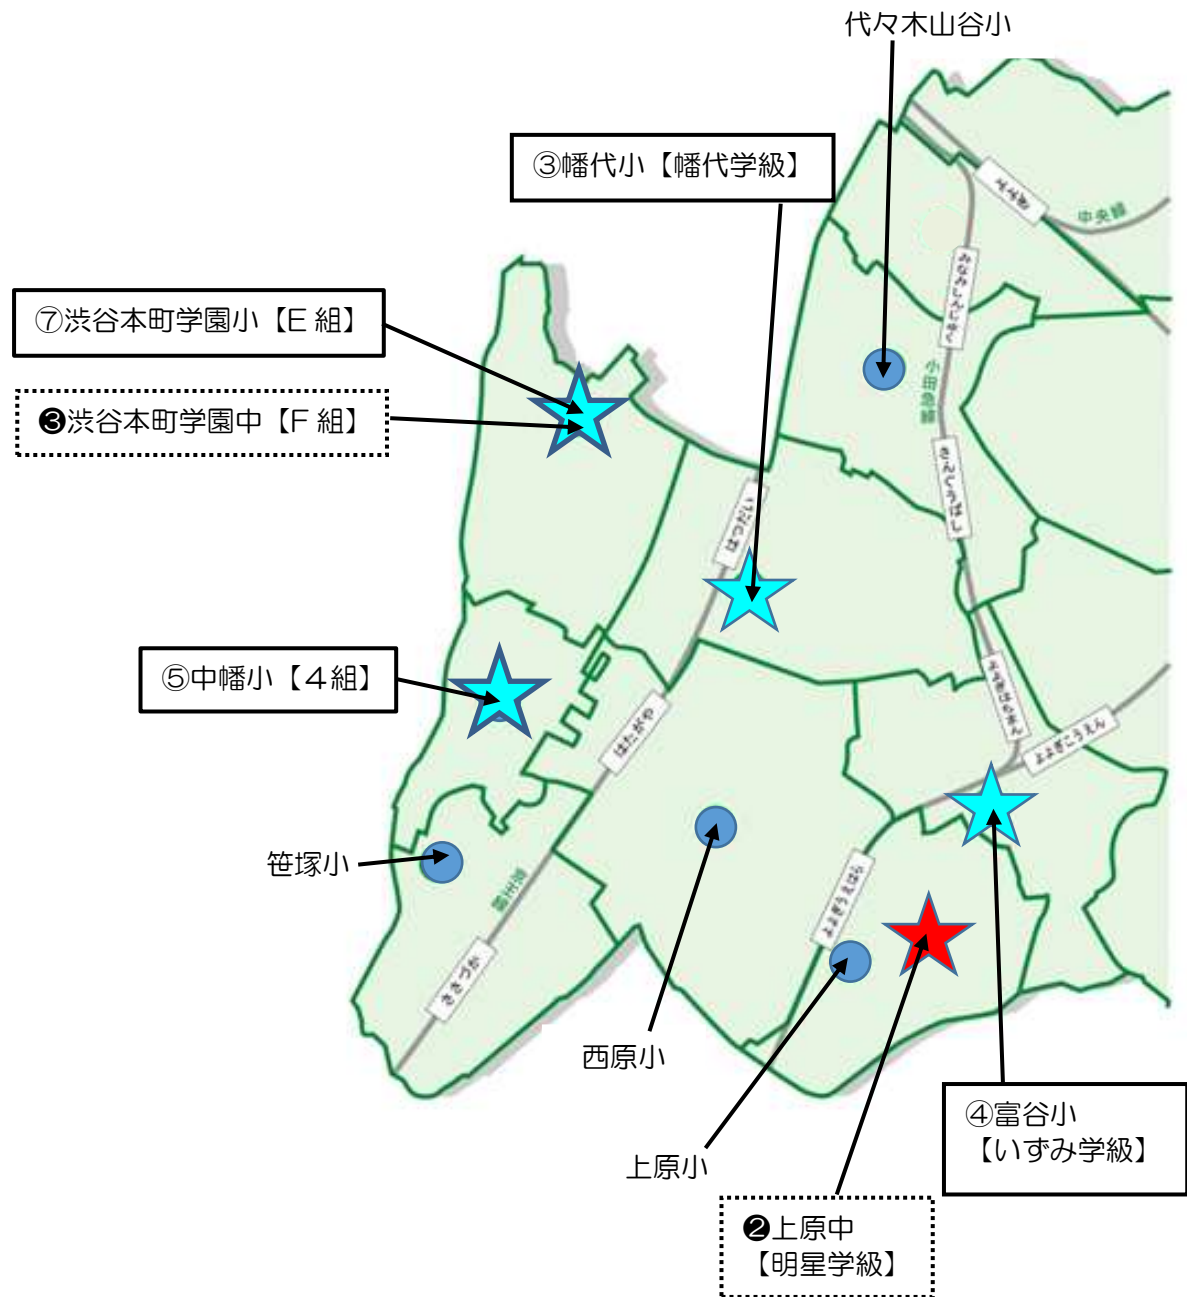 代々木山谷小
③幡代小【幡代学級】
中央線
みなみしんじゅく
⑦渋谷本町学園小【E 組】
小田急線
❸渋谷本町学園中【F 組】
さんぐうばし
はつだい
⑤中幡小【4組】
よよぎはちまん
はたがや
よよぎこうえん
笹塚小
京王線
よよぎうえはら
ささづか
西原小
④富谷小
【いずみ学級】
上原小
❷上原中
【明星学級】